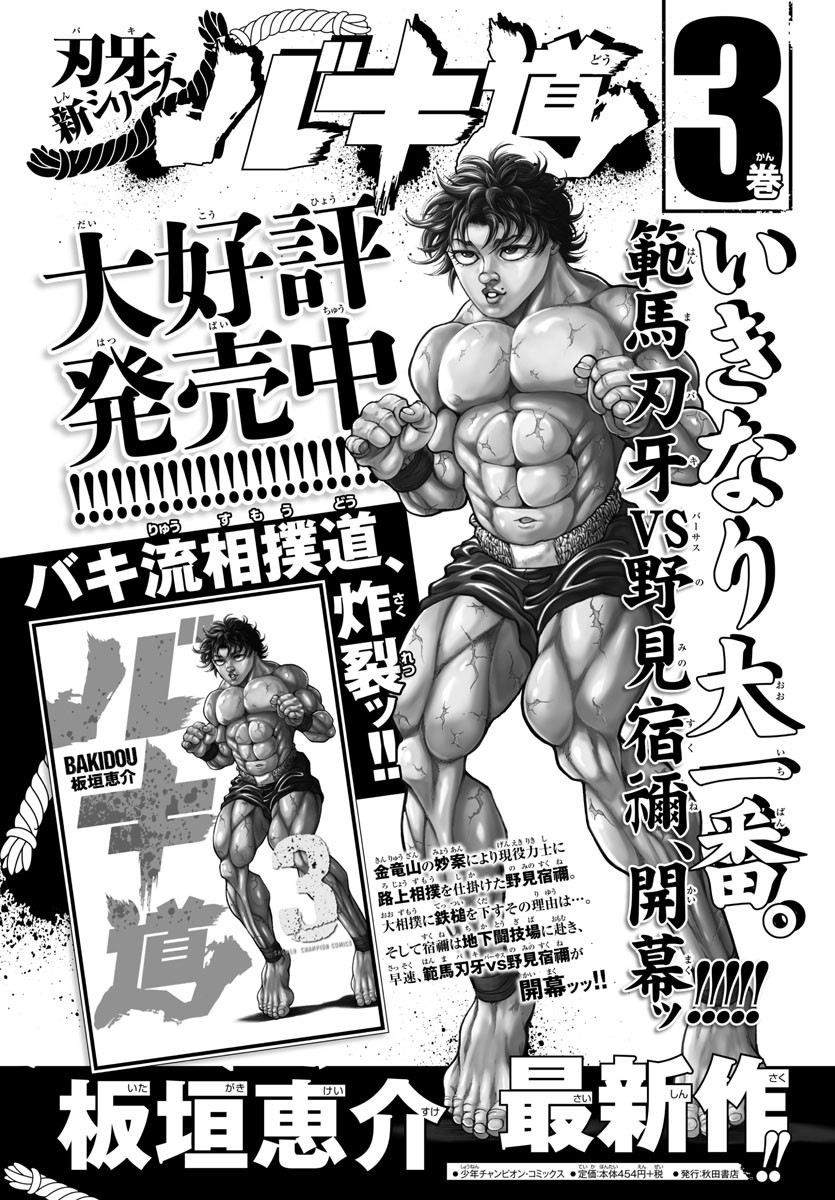 刃牙
新シリーズ
バキ道
3巻
大好評
発売中
!!!!!!!!!!!!!!!!!!!!
いきなり大一番。
範馬刃牙VS野見宿禰、開幕ッ!!!!!
バキ流相撲道、
炸裂ッ!!
バキ道
BAKIDOU
板垣恵介
3
CHAMPION COMICS
金竜山の妙案により現役力士に
路上相撲を仕掛けた野見宿禰。
大相撲に鉄槌を下すその理由は…。
そして宿禰は地下闘技場に赴き、
早速、範馬刃牙VS野見宿禰が
開幕ッッ!!
板垣恵介 最新作!!
●少年チャンピオン・コミックス ●定価:本体454円+税 ●発行:秋田書店